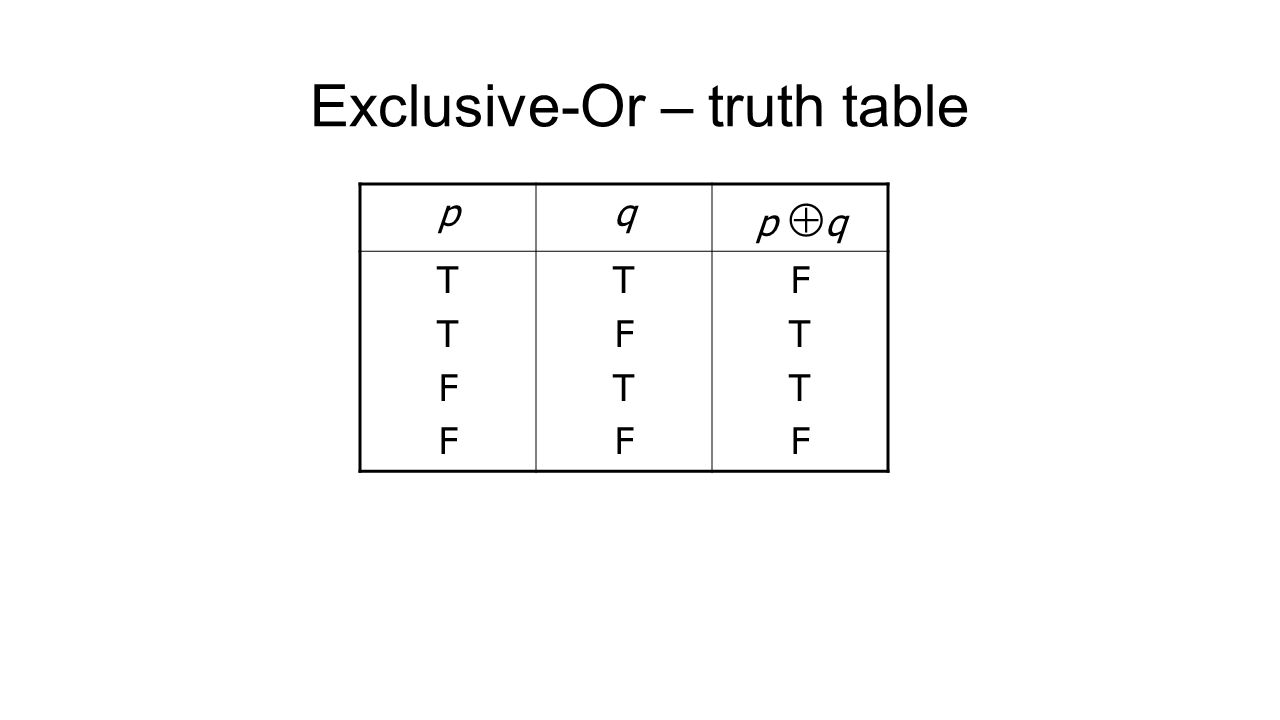 Exclusive-Or – truth table
p q p ⊕ q
T T F
T F T
F T T
F F F